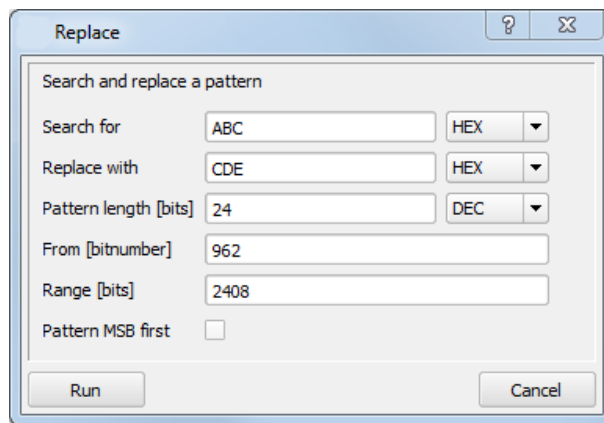 Replace
Search and replace a pattern
Search for ABC HEX
Replace with CDE HEX
Pattern length [bits] 24 DEC
From [bitnumber] 962
Range [bits] 2408
Pattern MSB first
Run Cancel